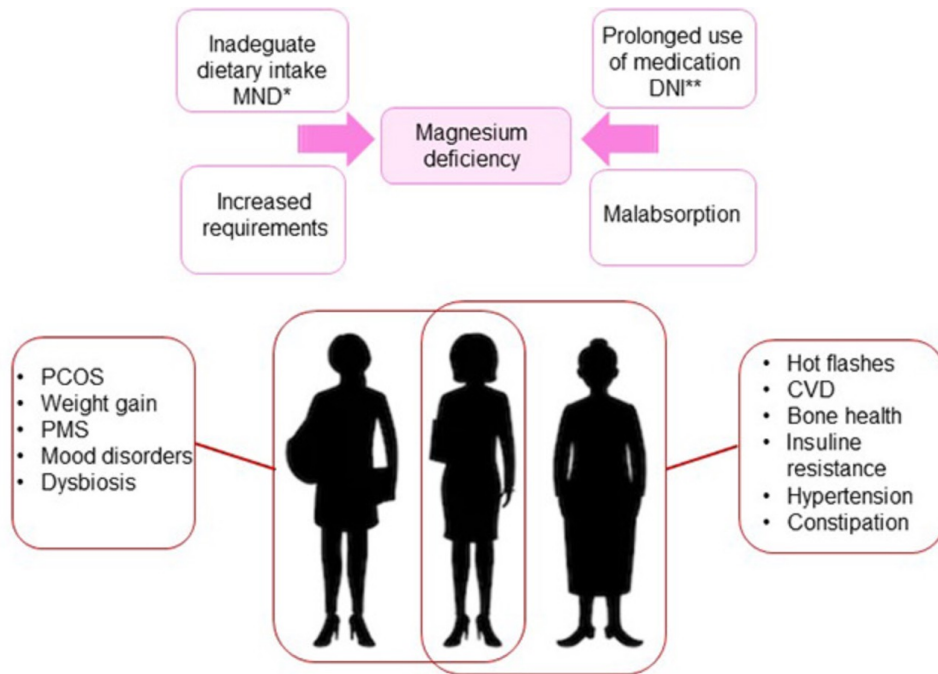 Inadeguate
dietary intake
MND*
Prolonged use
of medication
DNI**
Magnesium
deficiency
Increased
requirements
Malabsorption
• PCOS
• Weight gain
• PMS
• Mood disorders
• Dysbiosis
• Hot flashes
• CVD
• Bone health
• Insuline
resistance
• Hypertension
• Constipation